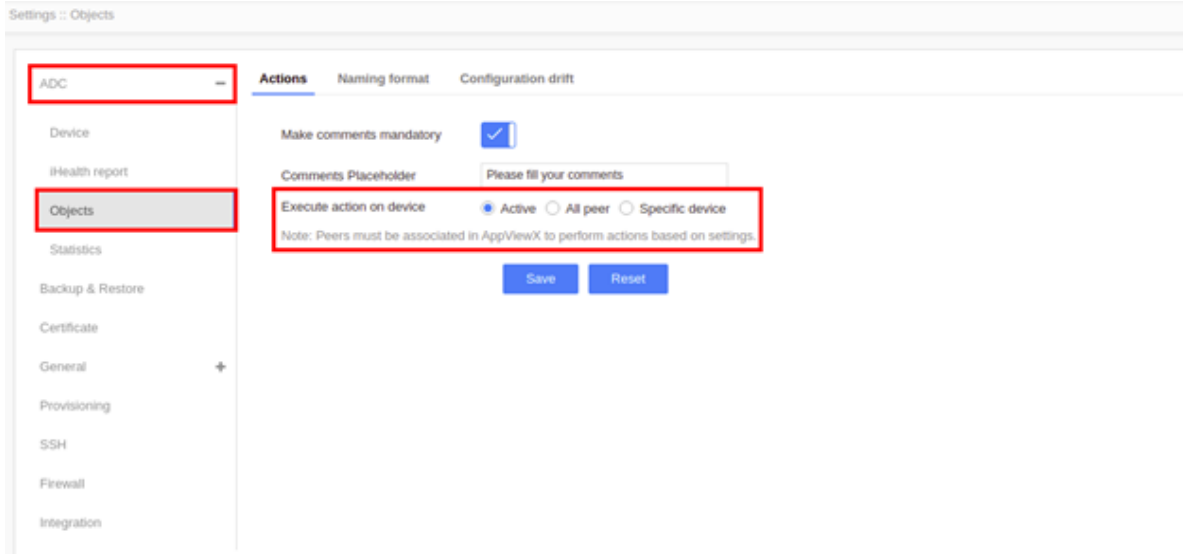 Settings :: Objects
ADC
Device
iHealth report
Objects
Statistics
Backup & Restore
Certificate
General
Provisioning
SSH
Firewall
Integration
Actions Naming format Configuration drift
Make comments mandatory
Comments Placeholder Please fill your comments
Execute action on device Active All peer Specific device
Note: Peers must be associated in AppViewX to perform actions based on settings.
Save Reset